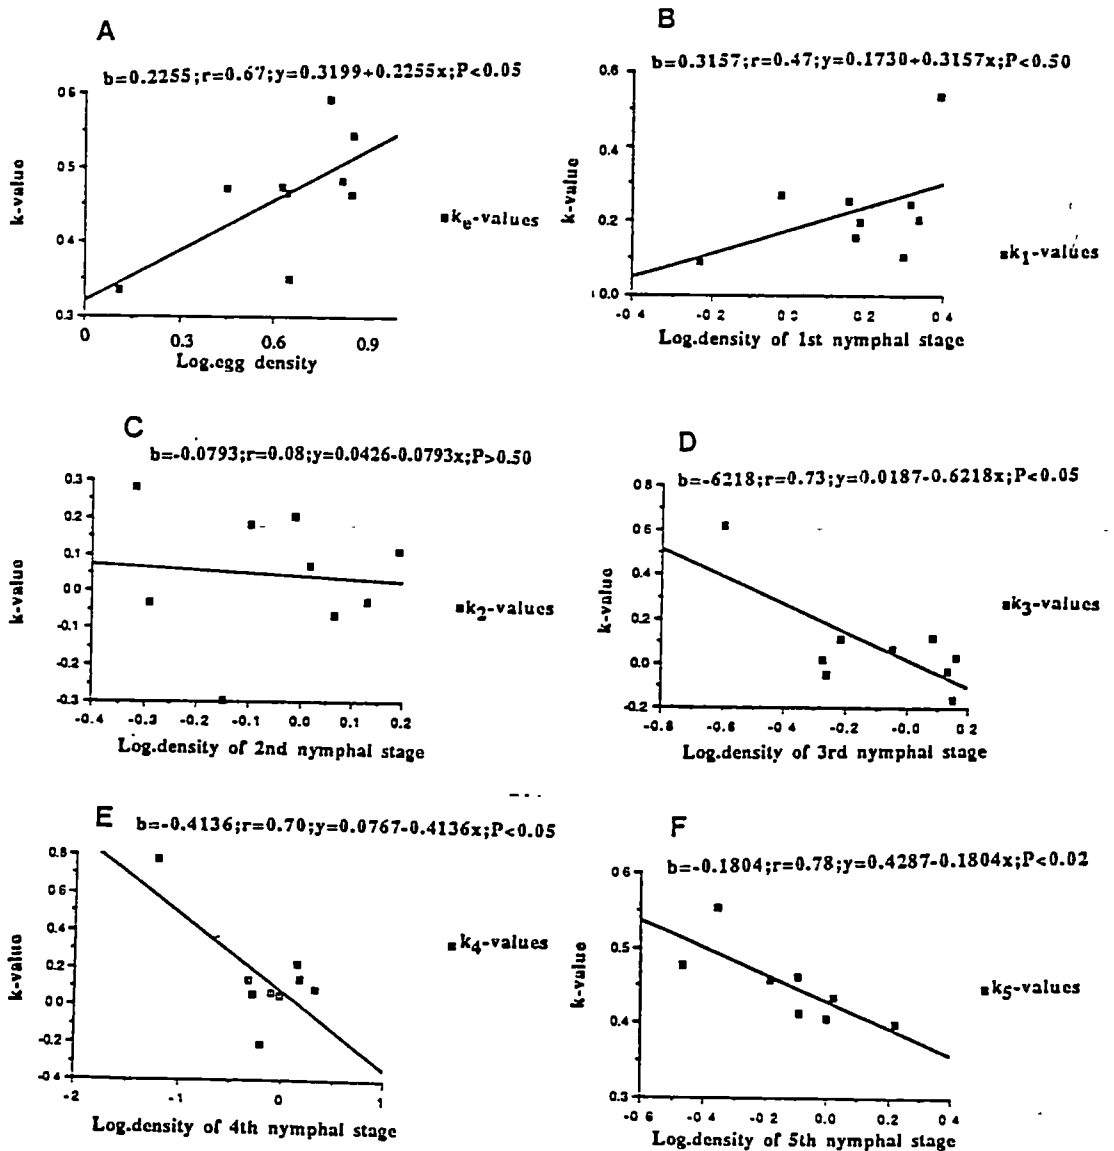 A
b=0.2255;r=0.67;y=0.3199+0.2255x;P<0.05
0.6
0.5
0.4
0.3
k-value
0
0.3
0.6
0.9
Log.egg density
ke-values
B
b=0.3157;r=0.47;y=0.1730+0.3157x;P<0.50
0.6
0.4
0.2
0.0
k-value
-0.4
-0.2
0.0
0.2
0.4
Log.density of 1st nymphal stage
k1-values
C
b=-0.0793;r=0.08;y=0.0426-0.0793x;P>0.50
0.3
0.2
0.1
0.0
-0.1
-0.2
-0.3
k-value
-0.4
-0.3
-0.2
-0.1
0.0
0.1
0.2
Log.density of 2nd nymphal stage
k2-values
D
b=-6218;r=0.73;y=0.0187-0.6218x;P<0.05
0.8
0.6
0.4
0.2
0.0
-0.2
k-value
-0.8
-0.6
-0.4
-0.2
-0.0
0.2
Log.density of 3rd nymphal stage
k3-values
E
b=-0.4136;r=0.70;y=0.0767-0.4136x;P<0.05
0.8
0.6
0.4
0.2
0.0
-0.2
-0.4
k-value
-2
-1
0
1
Log.density of 4th nymphal stage
k4-values
F
b=-0.1804;r=0.78;y=0.4287-0.1804x;P<0.02
0.6
0.5
0.4
0.3
k-value
-0.6
-0.4
-0.2
0.0
0.2
0.4
Log.density of 5th nymphal stage
k5-values